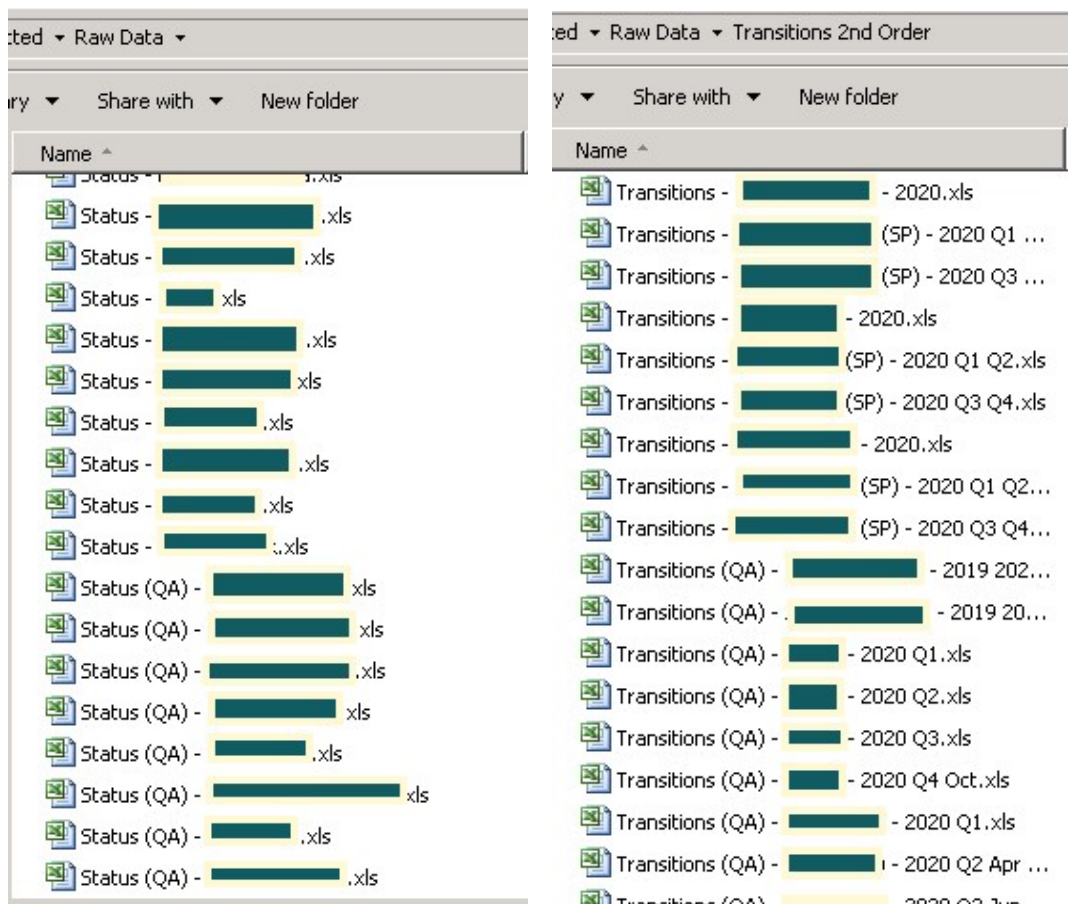 cted ▾ Raw Data ▾
ry ▾ Share with ▾ New folder
Name
Status - .xls
Status - .xls
Status - .xls
Status - xls
Status - .xls
Status - xls
Status - .xls
Status - .xls
Status - .xls
Status - .xls
Status (QA) - xls
Status (QA) - xls
Status (QA) - .xls
Status (QA) - xls
Status (QA) - .xls
Status (QA) - xls
Status (QA) - .xls
Status (QA) - .xls
ed ▾ Raw Data ▾ Transitions 2nd Order
y ▾ Share with ▾ New folder
Name
Transitions - - 2020.xls
Transitions - (SP) - 2020 Q1 ...
Transitions - (SP) - 2020 Q3 ...
Transitions - - 2020.xls
Transitions - (SP) - 2020 Q1 Q2.xls
Transitions - (SP) - 2020 Q3 Q4.xls
Transitions - - 2020.xls
Transitions - (SP) - 2020 Q1 Q2...
Transitions - (SP) - 2020 Q3 Q4...
Transitions (QA) - - 2019 202...
Transitions (QA) - - 2019 20...
Transitions (QA) - - 2020 Q1.xls
Transitions (QA) - - 2020 Q2.xls
Transitions (QA) - - 2020 Q3.xls
Transitions (QA) - - 2020 Q4 Oct.xls
Transitions (QA) - - 2020 Q1.xls
Transitions (QA) - - 2020 Q2 Apr ...